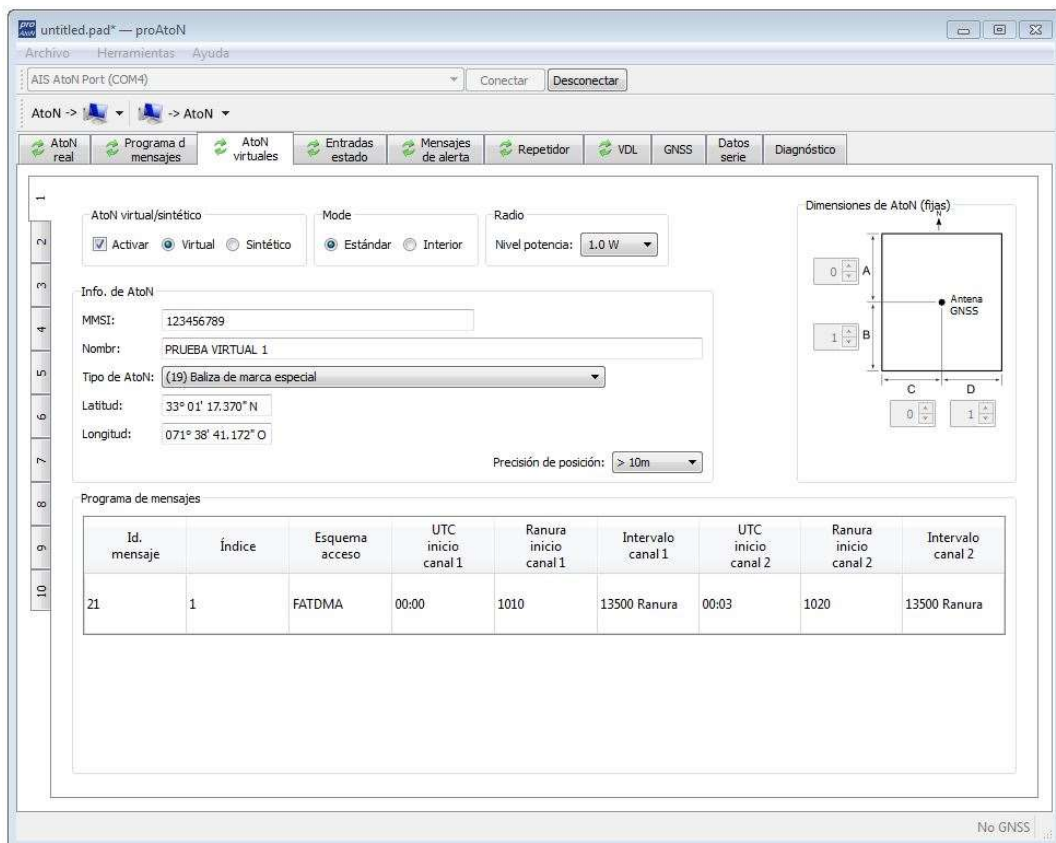 pro
AtoN
untitled.pad* — proAtoN
Archivo Herramientas Ayuda
AIS AtoN Port (COM4) Conectar Desconectar
AtoN -> -> AtoN
AtoN real
Programa d mensajes
AtoN virtuales
Entradas estado
Mensajes de alerta
Repetidor
VDL
GNSS
Datos serie
Diagnóstico
1
2
3
4
5
6
7
8
9
10
AtoN virtual/sintético
Activar Virtual Sintético
Mode
Estándar Interior
Radio
Nivel potencia: 1.0 W
Dimensiones de AtoN (fijas)
N
0 A
1 B
Antena
GNSS
C D
0 1
Info. de AtoN
MMSI: 123456789
Nombr: PRUEBA VIRTUAL 1
Tipo de AtoN: (19) Baliza de marca especial
Latitud: 33° 01' 17.370" N
Longitud: 071° 38' 41.172" O
Precisión de posición: > 10m
Programa de mensajes
Id. mensaje
Índice
Esquema acceso
UTC inicio canal 1
Ranura inicio canal 1
Intervalo canal 1
UTC inicio canal 2
Ranura inicio canal 2
Intervalo canal 2
21 1 FATDMA 00:00 1010 13500 Ranura 00:03 1020 13500 Ranura
No GNSS